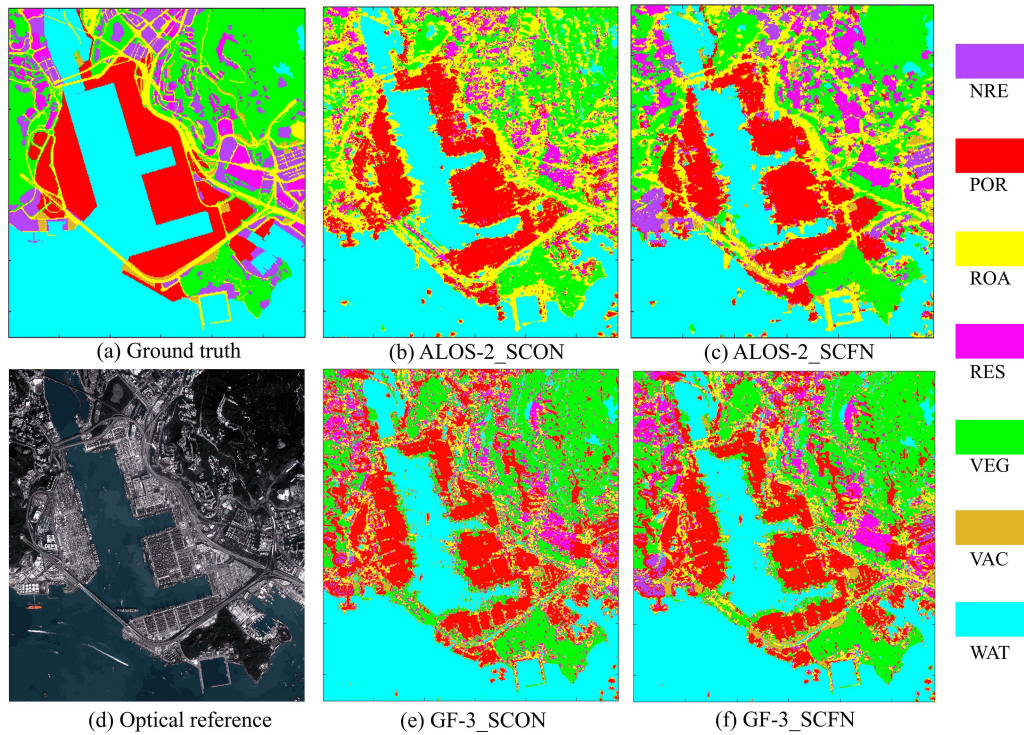 (a) Ground truth
(b) ALOS-2_SCON
(c) ALOS-2_SCFN
(d) Optical reference
(e) GF-3_SCON
(f) GF-3_SCFN
NRE
POR
ROA
RES
VEG
VAC
WAT